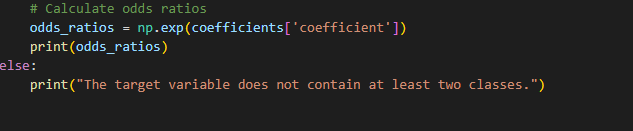 # Calculate odds ratios
odds_ratios = np.exp(coefficients['coefficient'])
print(odds_ratios)
else:
print("The target variable does not contain at least two classes.")